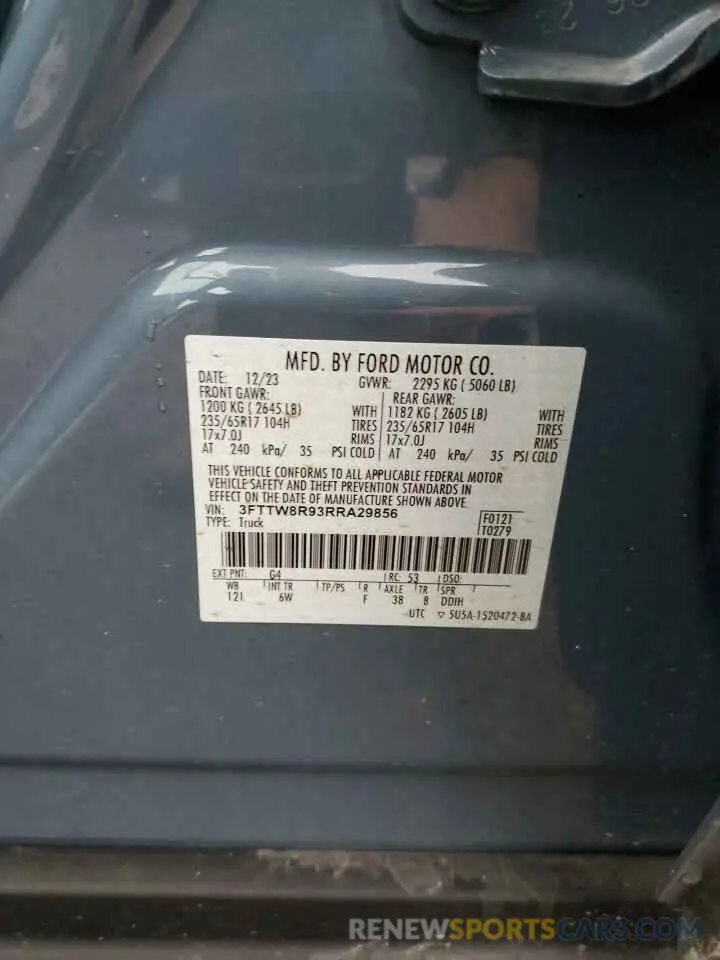 MFD. BY FORD MOTOR CO.
DATE: 12/23 GVWR: 2295 KG ( 5060 LB)
FRONT GAWR: REAR GAWR:
1200 KG ( 2645 LB) WITH 1182 KG ( 2605 LB) WITH
235/65R17 104H TIRES 235/65R17 104H TIRES
17x7.0J RIMS 17x7.0J RIMS
AT 240 kPa/ 35 PSI COLD AT 240 kPa/ 35 PSI COLD
THIS VEHICLE CONFORMS TO ALL APPLICABLE FEDERAL MOTOR
VEHICLE SAFETY AND THEFT PREVENTION STANDARDS IN
EFFECT ON THE DATE OF MANUFACTURE SHOWN ABOVE.
VIN: 3FTTW8R93RRA29856 F0121
TYPE: Truck T0279
EXT PNT: G4 RC: 53 DSO:
WB INT TR TP/PS R AXLE TR SPR
121 6W F 38 8 DDIH
UTC ▽ 5U5A-1520472-BA
RENEWSPORTSCARS.COM